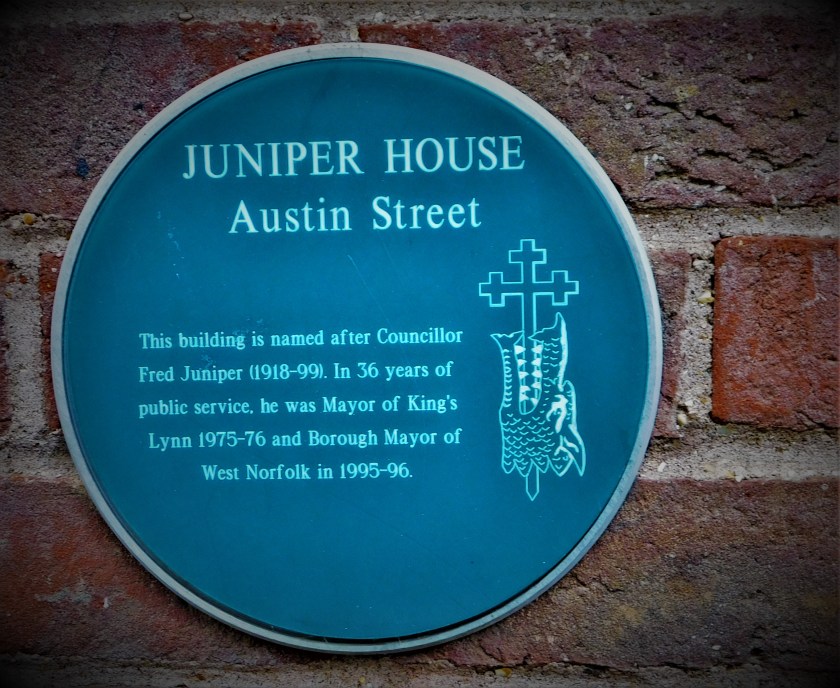 JUNIPER HOUSE
Austin Street
This building is named after Councillor
Fred Juniper (1918-99). In 36 years of
public service, he was Mayor of King's
Lynn 1975-76 and Borough Mayor of
West Norfolk in 1995-96.